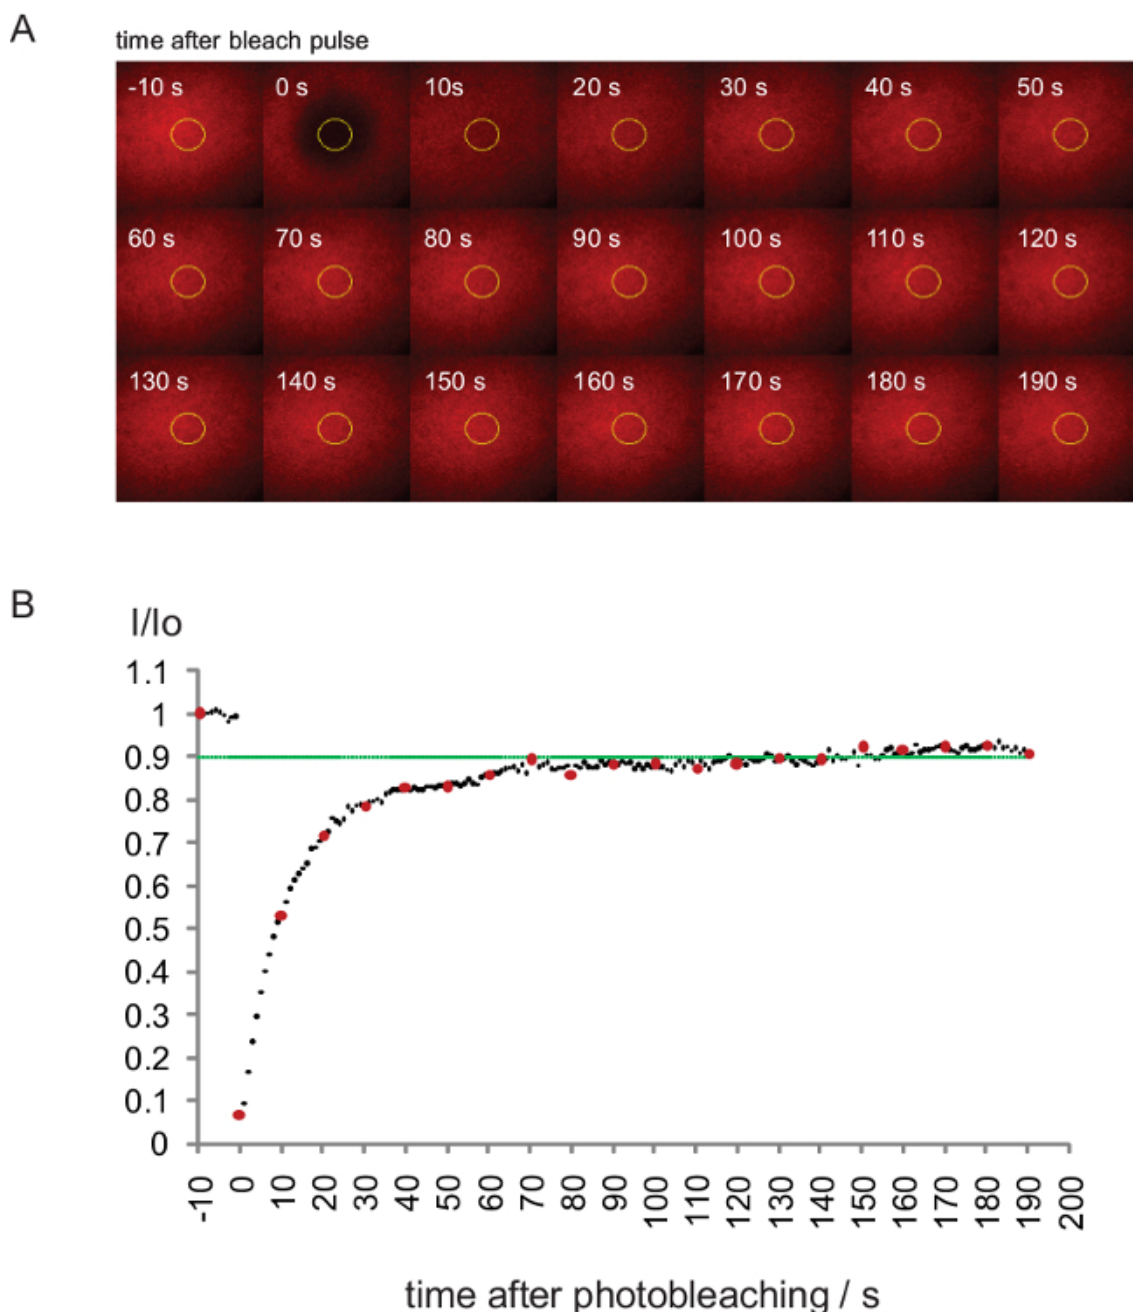 A
time after bleach pulse
-10 s 0 s 10s 20 s 30 s 40 s 50 s
60 s 70 s 80 s 90 s 100 s 110 s 120 s
130 s 140 s 150 s 160 s 170 s 180 s 190 s
B
I/Io
1.1
1
0.9
0.8
0.7
0.6
0.5
0.4
0.3
0.2
0.1
0
-10 0 10 20 30 40 50 60 70 80 90 100 110 120 130 140 150 160 170 180 190 200
time after photobleaching / s